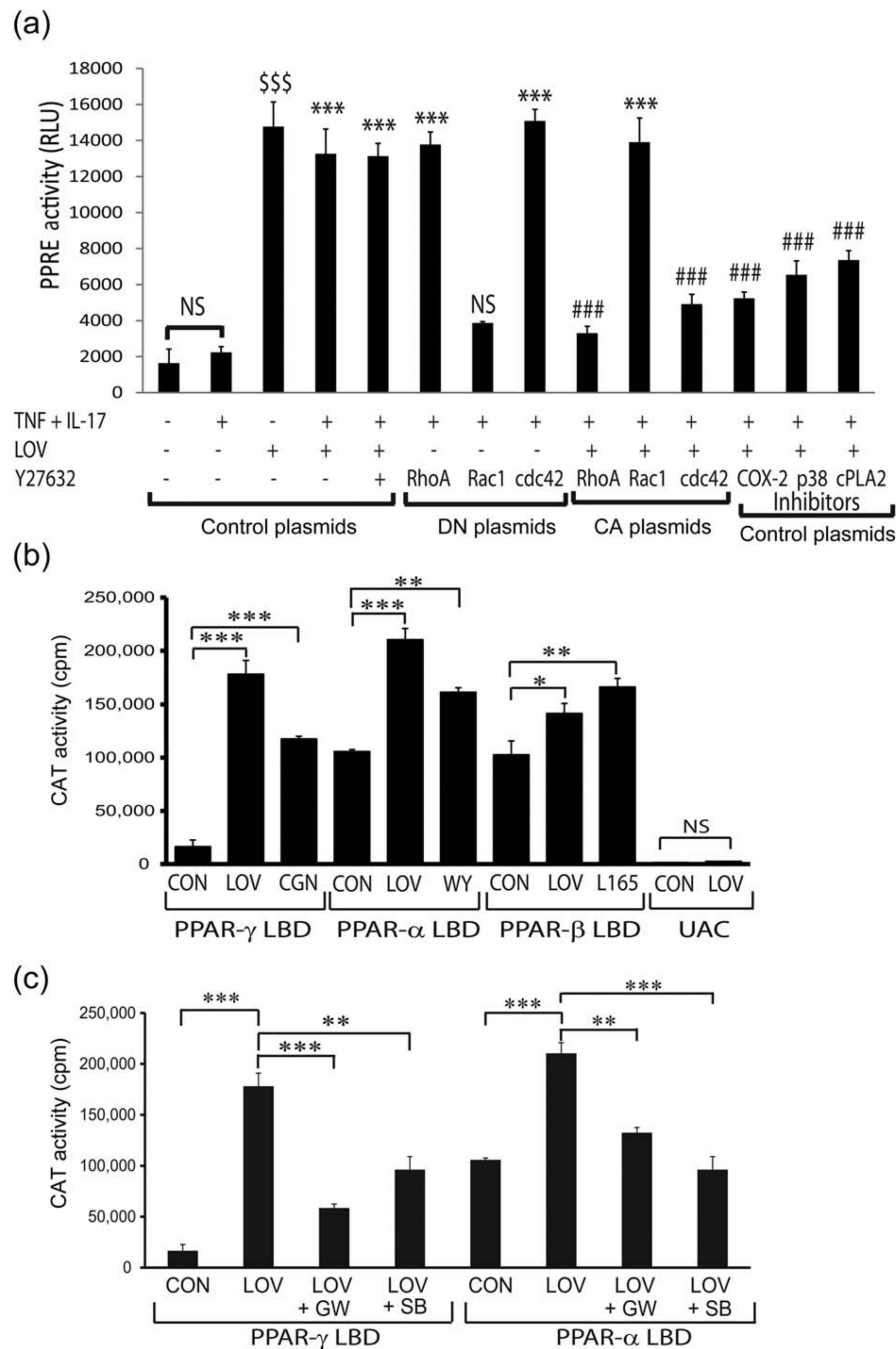 (a)
PPRE activity (RLU)
18000
16000
14000
12000
10000
8000
6000
4000
2000
0
NS $$$ *** *** *** NS *** ### *** ### ### ### ###
TNF + IL-17 - + - + + + + + + + + + + +
LOV - - + + + - - - + + + + + +
Y27632 - - - - + RhoA Rac1 cdc42 RhoA Rac1 cdc42 COX-2 p38 cPLA2
Inhibitors
Control plasmids DN plasmids CA plasmids Control plasmids
(b)
CAT activity (cpm)
250,000
200,000
150,000
100,000
50,000
0
*** *** ** *** ** * NS
CON LOV CGN CON LOV WY CON LOV L165 CON LOV
PPAR-γ LBD PPAR-α LBD PPAR-β LBD UAC
(c)
CAT activity (cpm)
250,000
200,000
150,000
100,000
50,000
0
*** ** *** *** *** **
CON LOV LOV LOV CON LOV LOV LOV
+ GW + SB + GW + SB
PPAR-γ LBD PPAR-α LBD